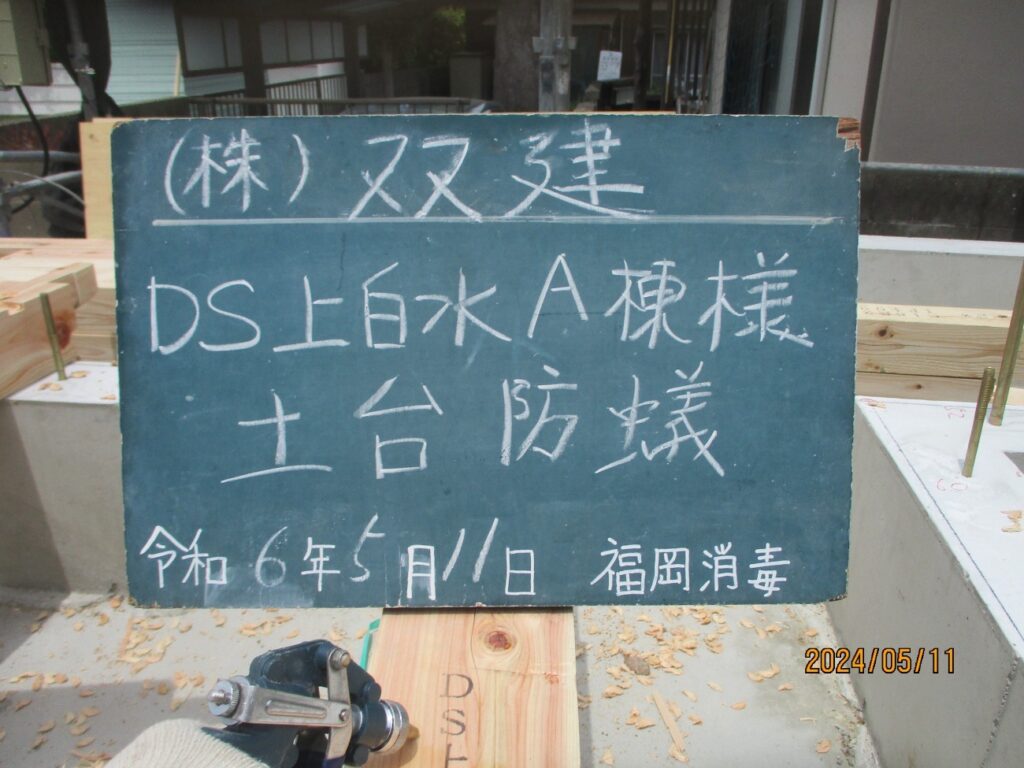 (株)双建
DS上白水A棟様
土台防蟻
令和6年5月11日 福岡消毒
2024/05/11
DS